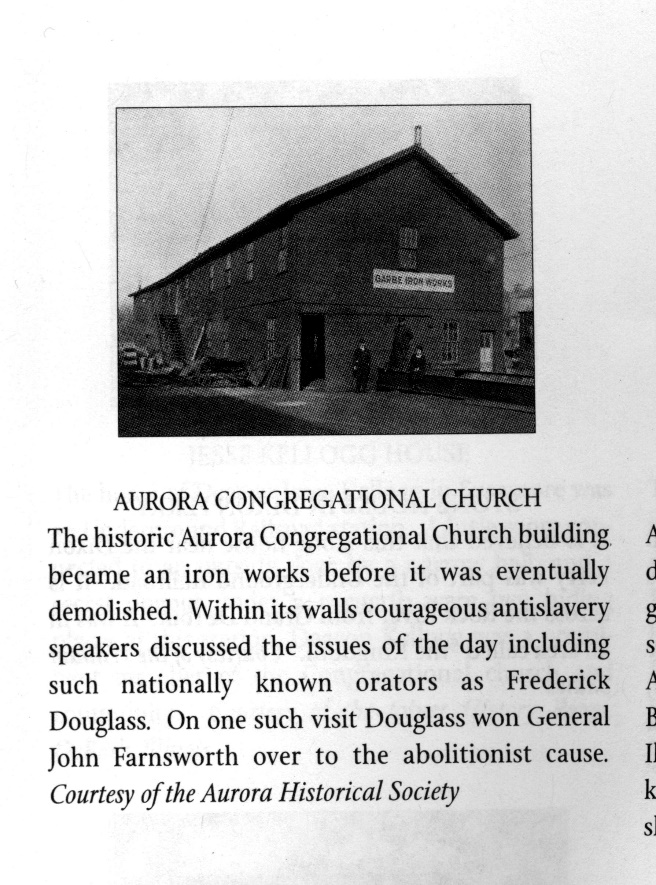 GARBE IRON WORKS
AURORA CONGREGATIONAL CHURCH
The historic Aurora Congregational Church building
became an iron works before it was eventually
demolished. Within its walls courageous antislavery
speakers discussed the issues of the day including
such nationally known orators as Frederick
Douglass. On one such visit Douglass won General
John Farnsworth over to the abolitionist cause.
Courtesy of the Aurora Historical Society
JESSE KELLOGG HOUSE